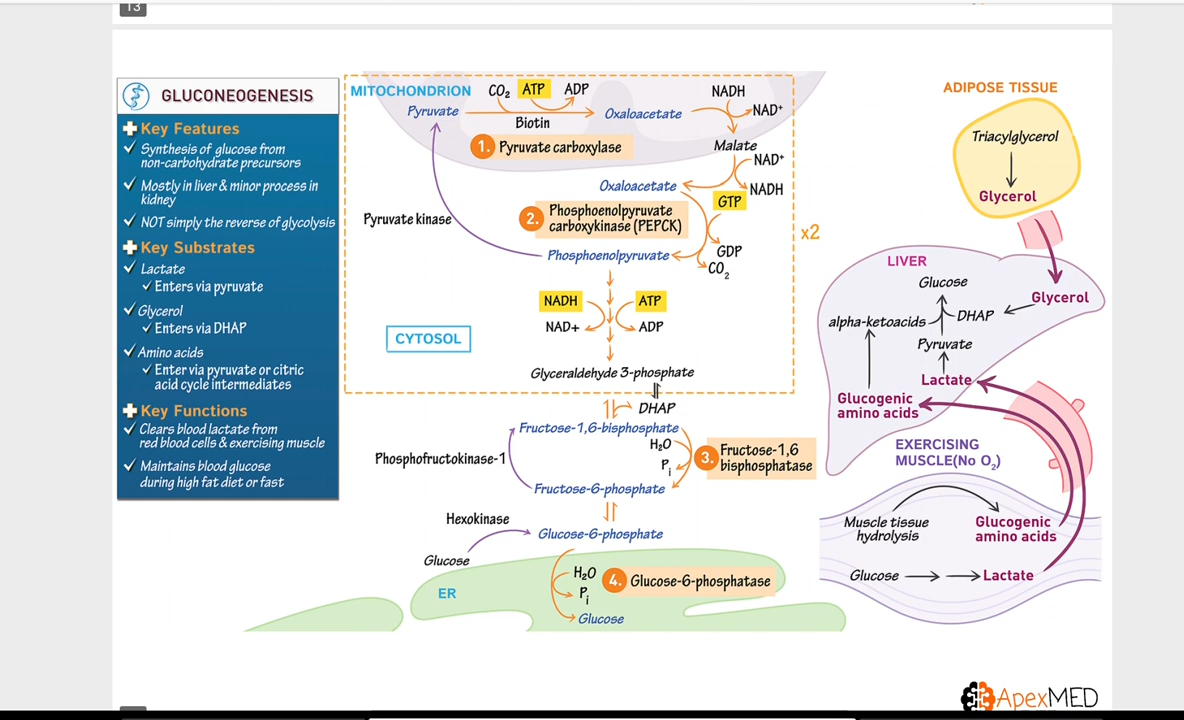 13
GLUCONEOGENESIS
Key Features
Synthesis of glucose from
non-carbohydrate precursors
Mostly in liver & minor process in
kidney
NOT simply the reverse of glycolysis
Key Substrates
Lactate
Enters via pyruvate
Glycerol
Enters via DHAP
Amino acids
Enter via pyruvate or citric
acid cycle intermediates
Key Functions
Clears blood lactate from
red blood cells & exercising muscle
Maintains blood glucose
during high fat diet or fast
MITOCHONDRION
CO₂ ATP ADP
Pyruvate
Biotin
Oxaloacetate
NADH
NAD⁺
1. Pyruvate carboxylase
Malate
NAD⁺
NADH
Oxaloacetate
GTP
2. Phosphoenolpyruvate
carboxykinase (PEPCK)
Pyruvate kinase
x2
Phosphoenolpyruvate
GDP
CO₂
NADH ATP
NAD+ ADP
CYTOSOL
Glyceraldehyde 3-phosphate
DHAP
Fructose-1,6-bisphosphate
H₂O
Pᵢ
3. Fructose-1,6
bisphosphatase
Phosphofructokinase-1
Fructose-6-phosphate
Hexokinase
Glucose-6-phosphate
Glucose
H₂O
Pᵢ
4. Glucose-6-phosphatase
ER
Glucose
ADIPOSE TISSUE
Triacylglycerol
Glycerol
LIVER
Glucose
Glycerol
DHAP
alpha-ketoacids
Pyruvate
Lactate
Glucogenic
amino acids
EXERCISING
MUSCLE(No O₂)
Muscle tissue
hydrolysis
Glucogenic
amino acids
Glucose
Lactate
ApexMED